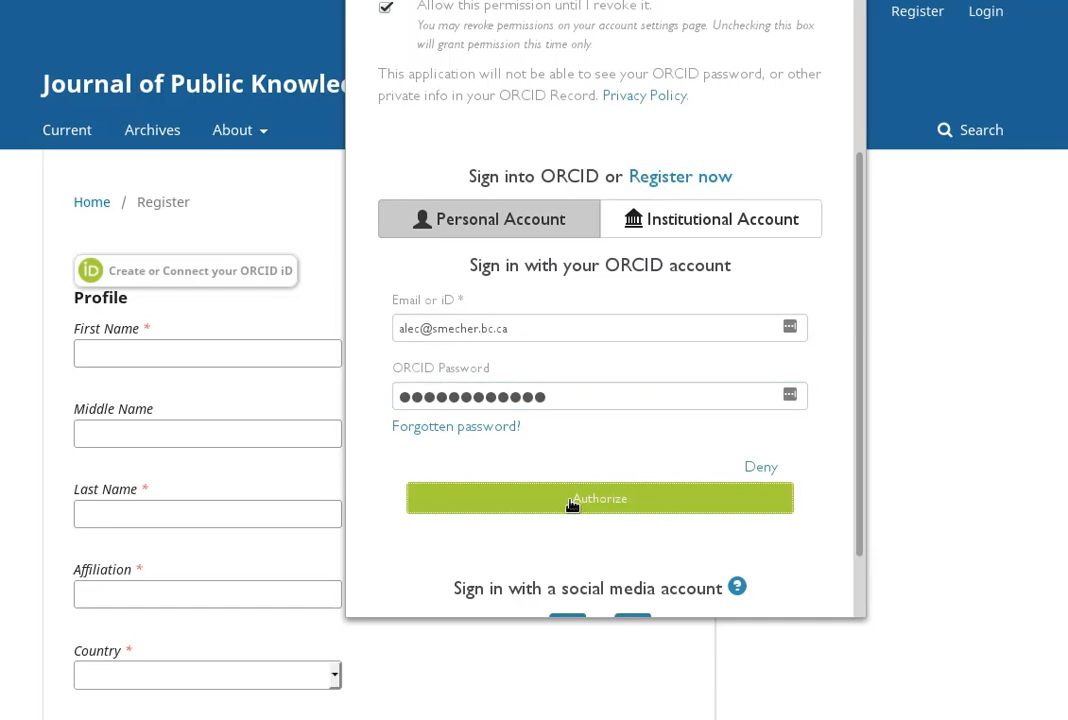 Register Login
Journal of Public Knowle
Current Archives About
Search
Allow this permission until I revoke it.
You may revoke permissions on your account settings page. Unchecking this box
will grant permission this time only.
This application will not be able to see your ORCID password, or other
private info in your ORCID Record. Privacy Policy.
Sign into ORCID or Register now
Personal Account Institutional Account
Sign in with your ORCID account
Email or iD *
alec@smecher.bc.ca
ORCID Password
●●●●●●●●●●●●
Forgotten password?
Deny
Authorize
Sign in with a social media account ?
Home / Register
iD Create or Connect your ORCID iD
Profile
First Name *
Middle Name
Last Name *
Affiliation *
Country *